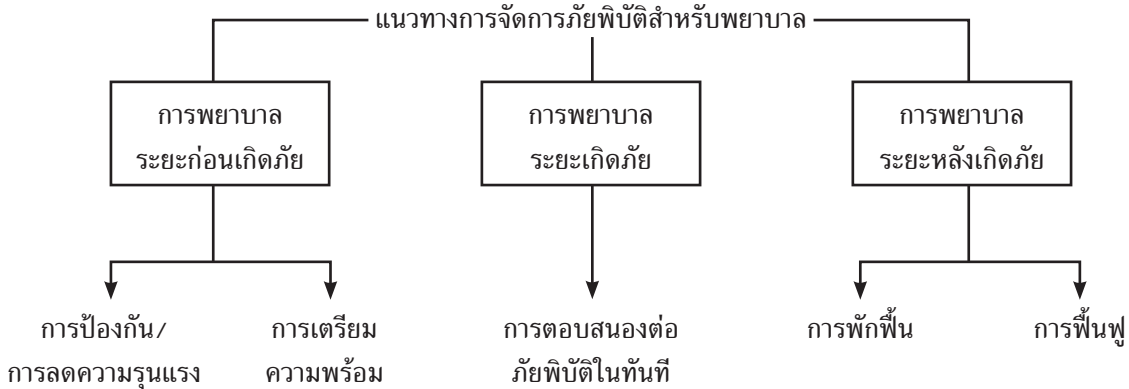 แนวทางการจัดการภัยพิบัติสำหรับพยาบาล
การพยาบาล
ระยะก่อนเกิดภัย
การพยาบาล
ระยะเกิดภัย
การพยาบาล
ระยะหลังเกิดภัย
การป้องกัน/
การลดความรุนแรง
การเตรียม
ความพร้อม
การตอบสนองต่อ
ภัยพิบัติในทันที
การพักฟื้น
การฟื้นฟู